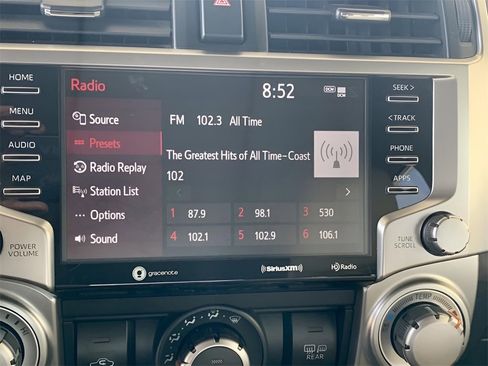 Radio
8:52
DCM
DCM
HOME
MENU
AUDIO
MAP
POWER
VOLUME
Source
Presets
Radio Replay
Station List
Options
Sound
FM 102.3 All Time
The Greatest Hits of All Time-Coast
102
1 87.9 2 98.1 3 530
4 102.1 5 102.9 6 106.1
SEEK >
< TRACK
PHONE
APPS
TUNE
SCROLL
gracenote.
SiriusXM
HD Radio
TEMP
REAR